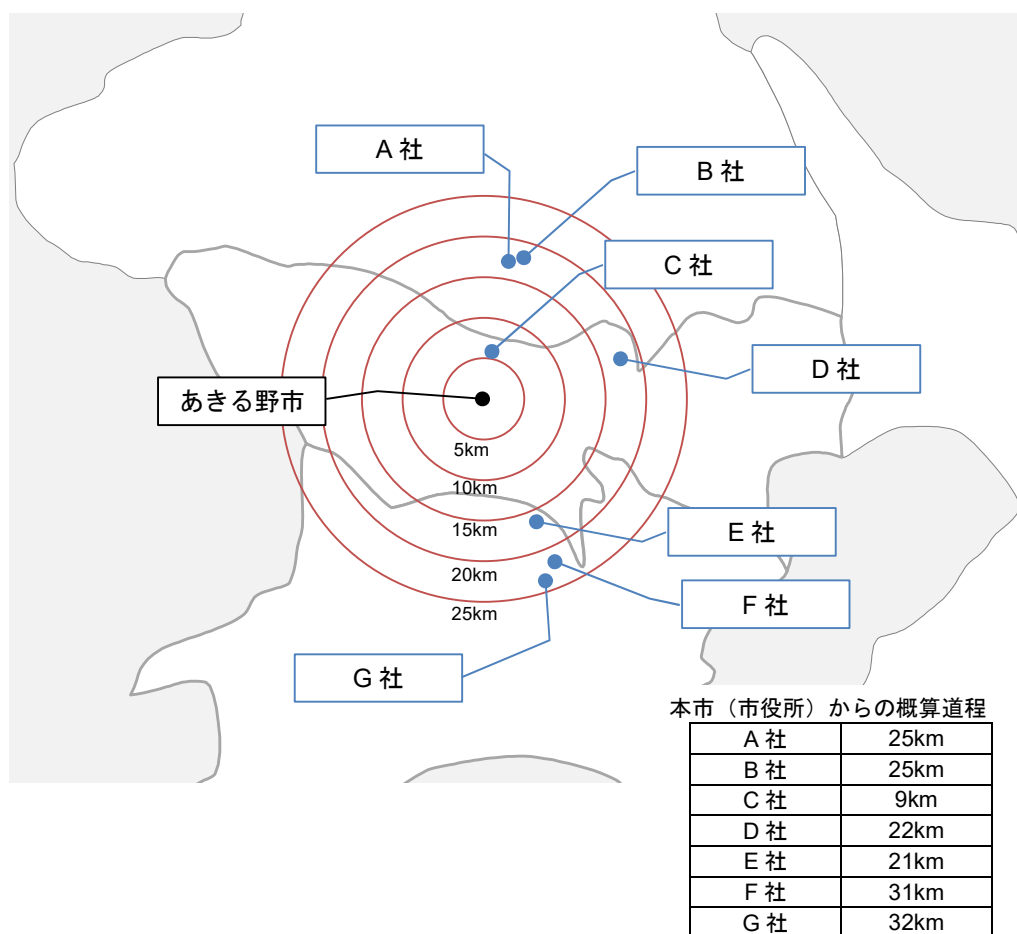 A 社
B 社
C 社
D 社
あきる野市
5km
10km
15km
20km
25km
E 社
F 社
G 社
本市（市役所）からの概算道程
A 社 25km
B 社 25km
C 社 9km
D 社 22km
E 社 21km
F 社 31km
G 社 32km